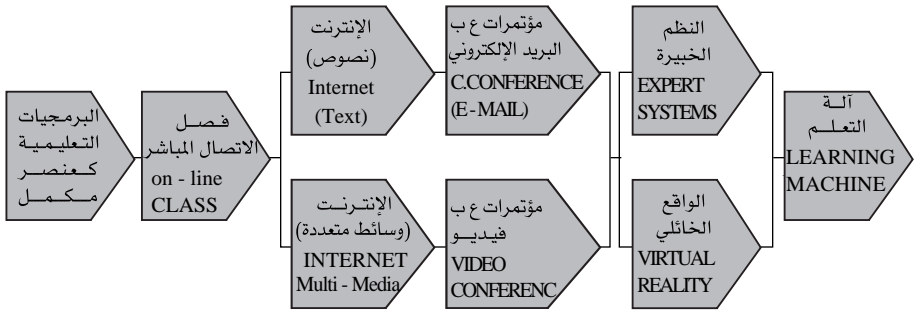 البرمجيات
التعليمية
كعنصر
مكمل
فصل
الاتصال المباشر
on - line
CLASS
الإنترنت
(نصوص)
Internet
(Text)
الإنترنت
(وسائط متعددة)
INTERNET
Multi - Media
مؤتمرات ع ب
البريد الإلكتروني
C.CONFERENCE
(E - MAIL)
مؤتمرات ع ب
فيديو
VIDEO
CONFERENC
النظم
الخبيرة
EXPERT
SYSTEMS
الواقع
الخائلي
VIRTUAL
REALITY
آلة
التعلم
LEARNING
MACHINE